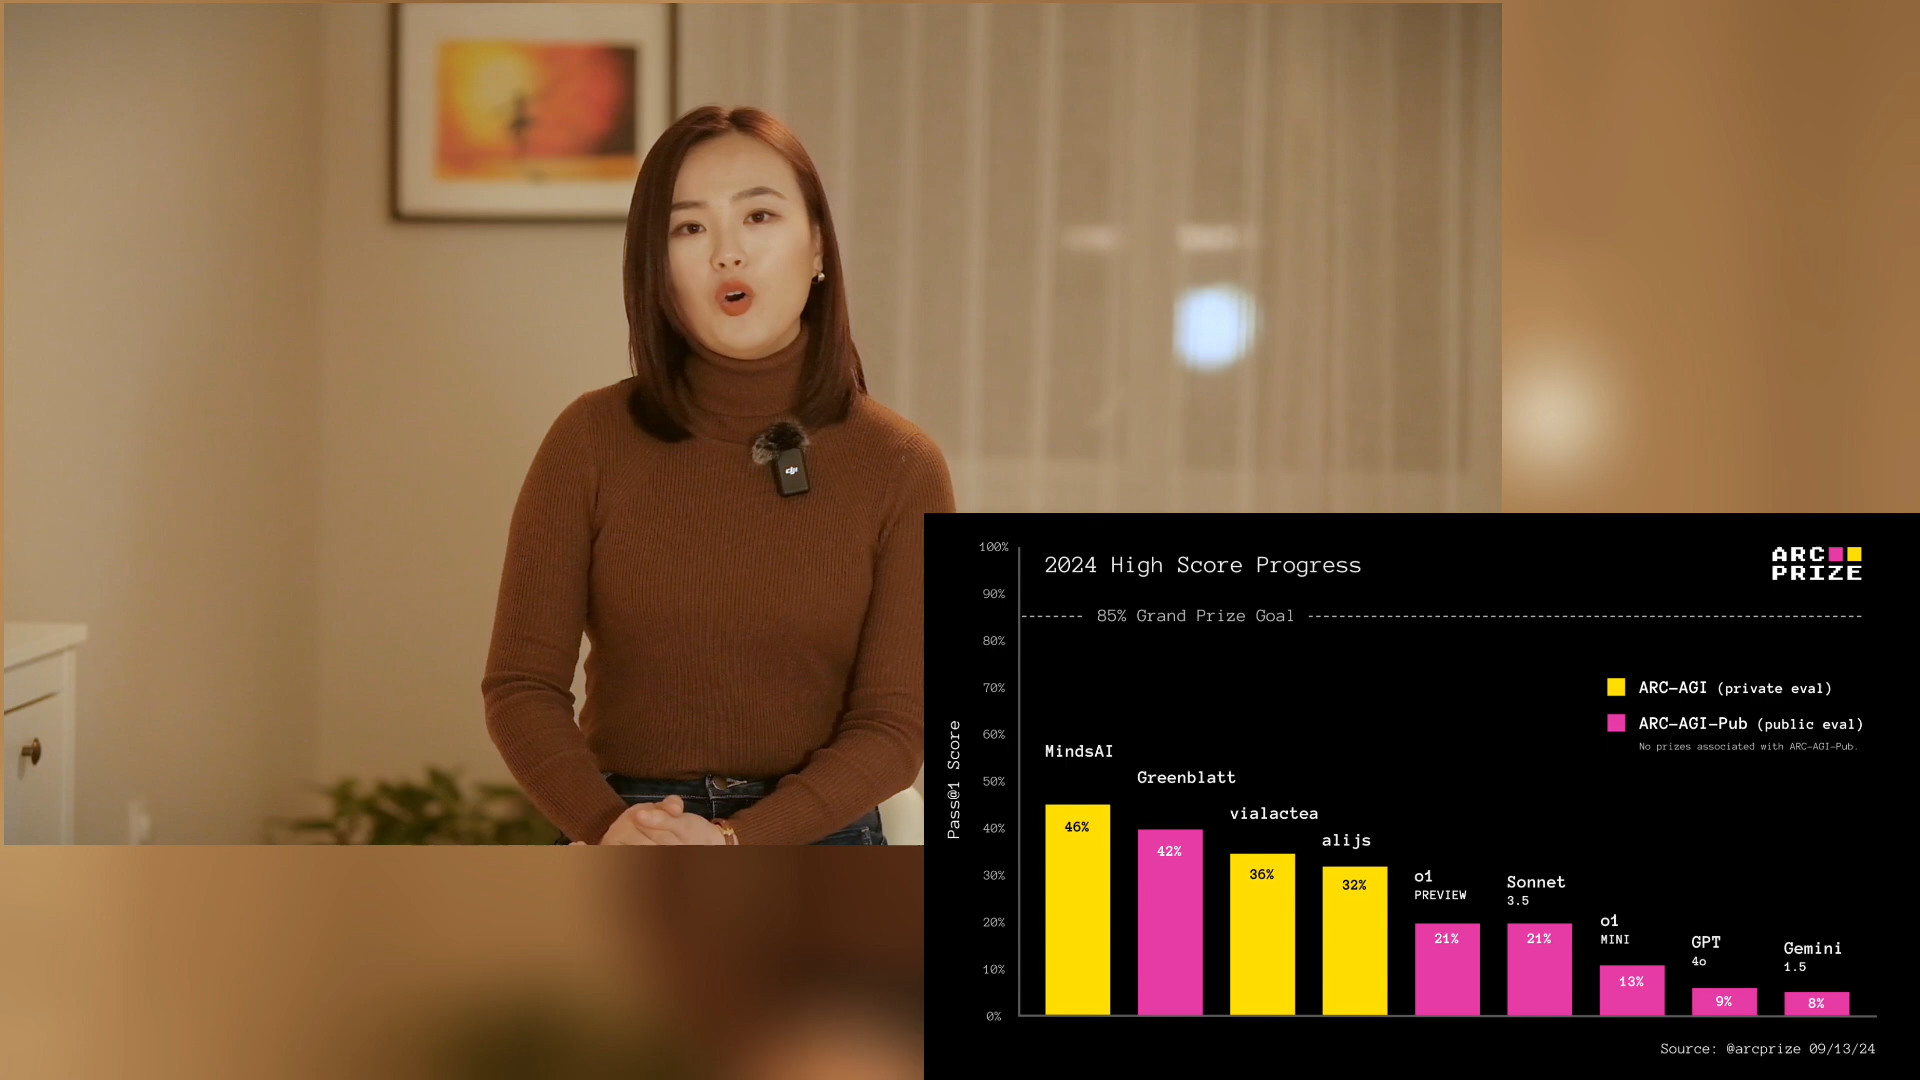 dji
2024 High Score Progress
ARC
PRIZE
100%
90%
85% Grand Prize Goal
80%
70%
60%
50%
40%
30%
20%
10%
0%
Pass@1 Score
ARC-AGI (private eval)
ARC-AGI-Pub (public eval)
No prizes associated with ARC-AGI-Pub.
MindsAI
46%
Greenblatt
42%
vialactea
36%
alijs
32%
o1
PREVIEW
21%
Sonnet
3.5
21%
o1
MINI
13%
GPT
4o
9%
Gemini
1.5
8%
Source: @arcprize 09/13/24